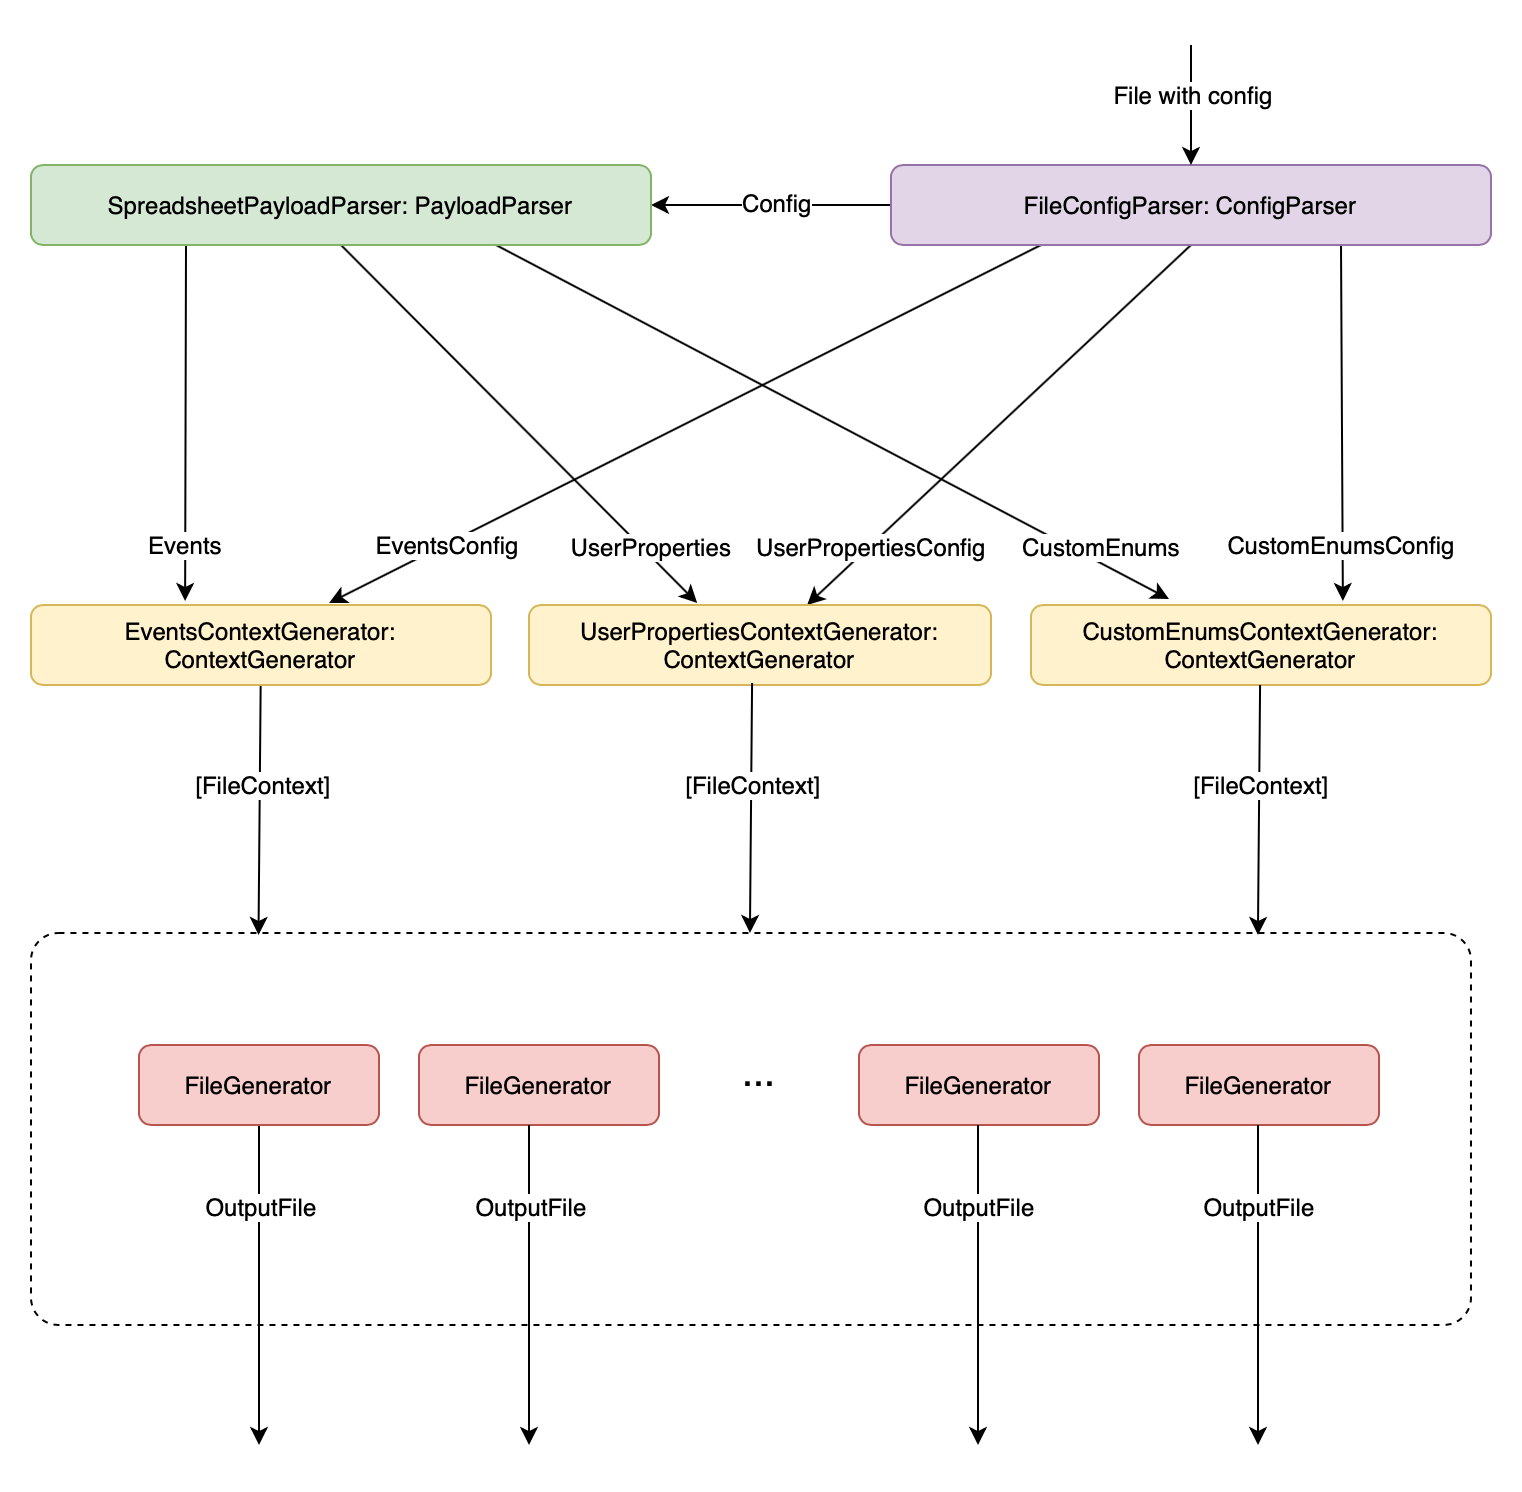 File with config
SpreadsheetPayloadParser: PayloadParser
Config
FileConfigParser: ConfigParser
Events
EventsConfig
UserProperties
UserPropertiesConfig
CustomEnums
CustomEnumsConfig
EventsContextGenerator:
ContextGenerator
UserPropertiesContextGenerator:
ContextGenerator
CustomEnumsContextGenerator:
ContextGenerator
[FileContext]
[FileContext]
[FileContext]
FileGenerator
FileGenerator
...
FileGenerator
FileGenerator
OutputFile
OutputFile
OutputFile
OutputFile